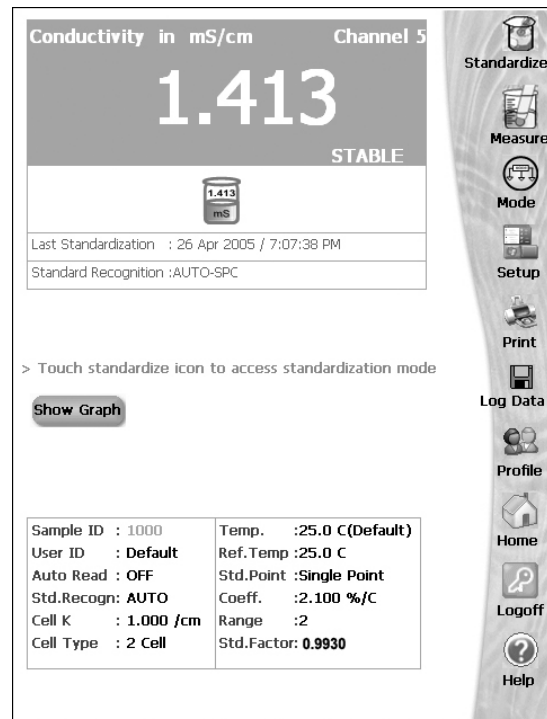 Conductivity in mS/cm Channel 5
1.413
STABLE
1.413
mS
Last Standardization : 26 Apr 2005 / 7:07:38 PM
Standard Recognition :AUTO-SPC
> Touch standardize icon to access standardization mode
Show Graph
Sample ID : 1000
User ID : Default
Auto Read : OFF
Std.Recogn: AUTO
Cell K : 1.000 /cm
Cell Type : 2 Cell
Temp. :25.0 C(Default)
Ref.Temp :25.0 C
Std.Point :Single Point
Coeff. :2.100 %/C
Range :2
Std.Factor: 0.9930
Standardize
Measure
Mode
Setup
Print
Log Data
Profile
Home
Logoff
Help